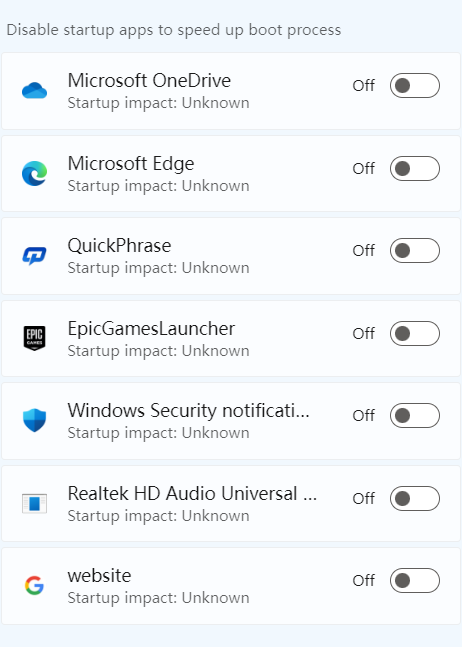 Disable startup apps to speed up boot process
Microsoft OneDrive
Off
Startup impact: Unknown
Microsoft Edge
Off
Startup impact: Unknown
QuickPhrase
Off
Startup impact: Unknown
EPIC
GAMES
EpicGamesLauncher
Off
Startup impact: Unknown
Windows Security notificati...
Off
Startup impact: Unknown
Realtek HD Audio Universal ...
Off
Startup impact: Unknown
website
Off
Startup impact: Unknown